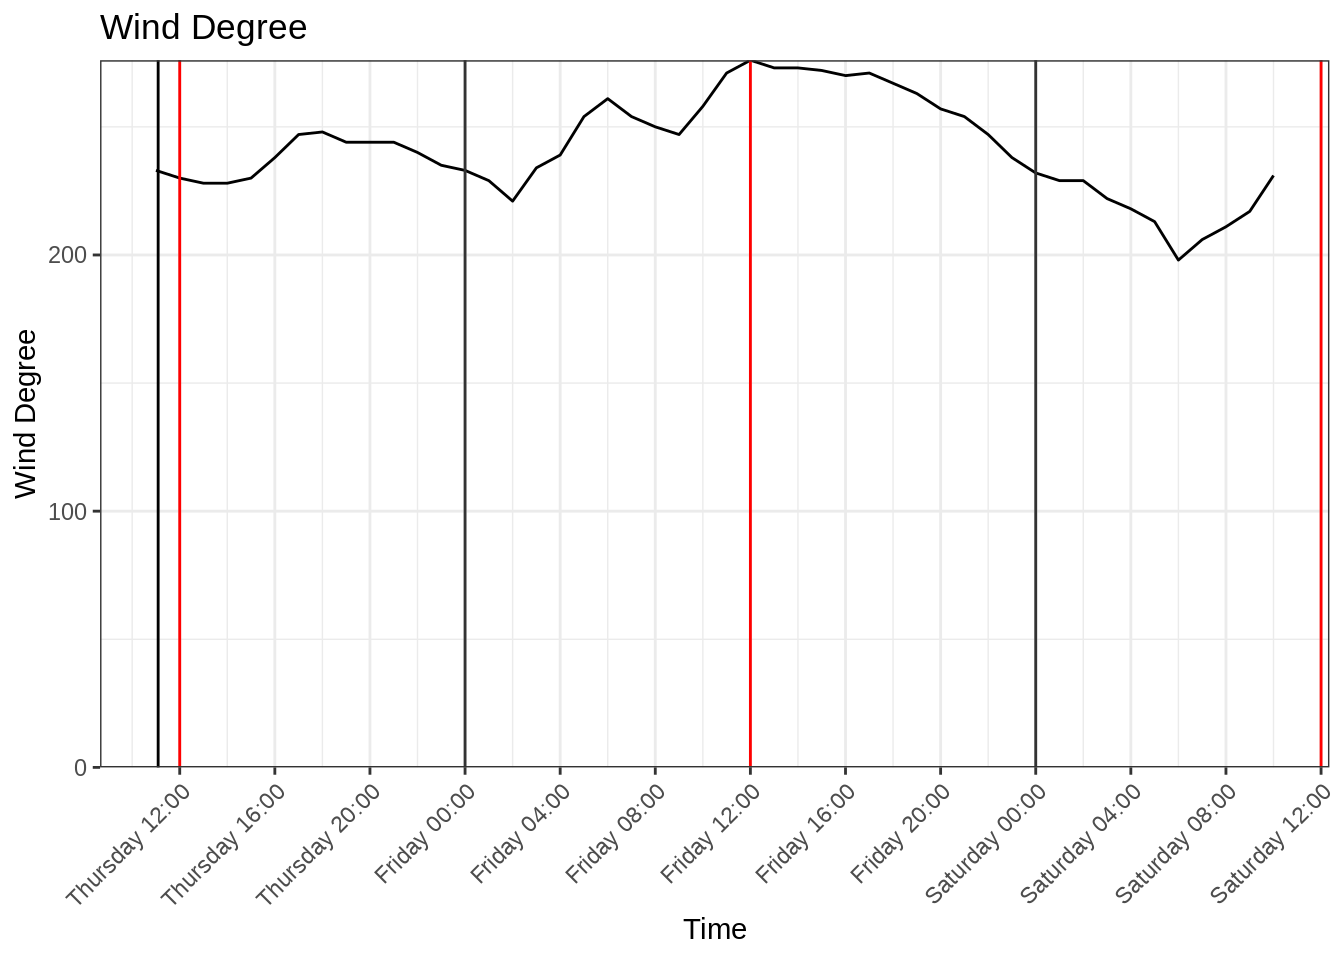 Wind Degree
Wind Degree
200
100
0
Thursday 12:00
Thursday 16:00
Thursday 20:00
Friday 00:00
Friday 04:00
Friday 08:00
Friday 12:00
Friday 16:00
Friday 20:00
Saturday 00:00
Saturday 04:00
Saturday 08:00
Saturday 12:00
Time